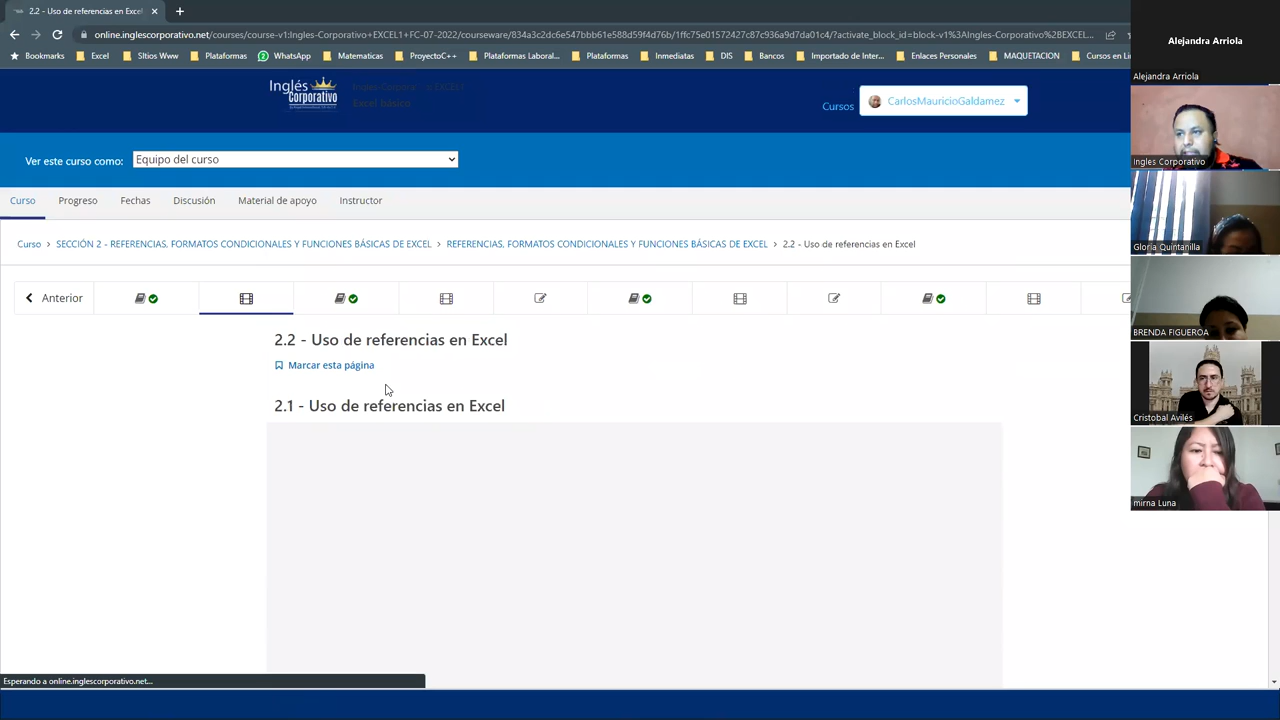 2.2 - Uso de referencias en Excel
online.inglescorporativo.net/courses/course-v1:Ingles-Corporativo+EXCEL1+FC-07-2022/courseware/834a3c2dc6e547bbb61e588d59f4d76b/1ffc75e01572427c87c936a9d7da01c4/?activate_block_id=block-v1%3AIngles-Corporativo%2BEXCEL...
Bookmarks
Excel
Sitios Www
Plataformas
WhatsApp
Matematicas
ProyectoC++
Plataformas Laboral...
Plataformas
Inmediatas
DIS
Bancos
Importado de Inter...
Enlaces Personales
MAQUETACION
Cursos en Lí
Inglés
Corporativo
Excel Básico
Cursos
CarlosMauricioGaldamez
Ver este curso como:
Equipo del curso
Curso
Progreso
Fechas
Discusión
Material de apoyo
Instructor
Curso > SECCIÓN 2 - REFERENCIAS, FORMATOS CONDICIONALES Y FUNCIONES BÁSICAS DE EXCEL > REFERENCIAS, FORMATOS CONDICIONALES Y FUNCIONES BÁSICAS DE EXCEL > 2.2 - Uso de referencias en Excel
Anterior
2.2 - Uso de referencias en Excel
Marcar esta página
2.1 - Uso de referencias en Excel
Esperando a online.inglescorporativo.net...
Alejandra Arriola
Alejandra Arriola
Ingles Corporativo
Gloria Quintanilla
BRENDA FIGUEROA
Cristobal Avilés
mirna Luna